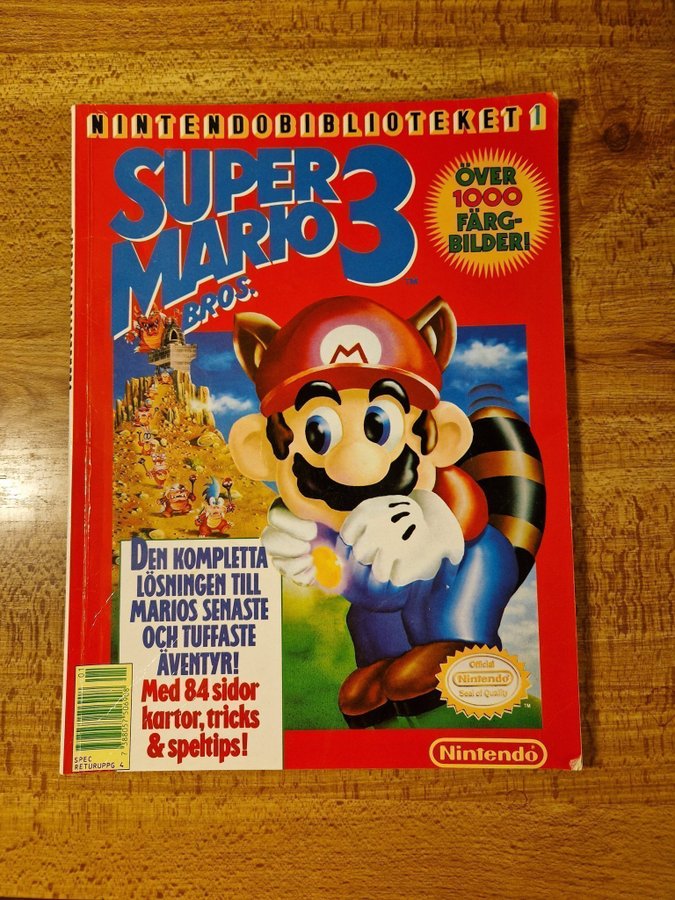 NINTENDOBIBLIOTEKET 1
SUPER
MARIO
BROS.
3
TM
ÖVER
1000
FÄRG-
BILDER!
M
DEN KOMPLETTA
LÖSNINGEN TILL
MARIOS SENASTE
OCH TUFFASTE
ÄVENTYR!
Med 84 sidor
kartor, tricks
& speltips!
Official
Nintendo
Seal of Quality
TM
SPEC
RETURUPPG 4
Nintendo